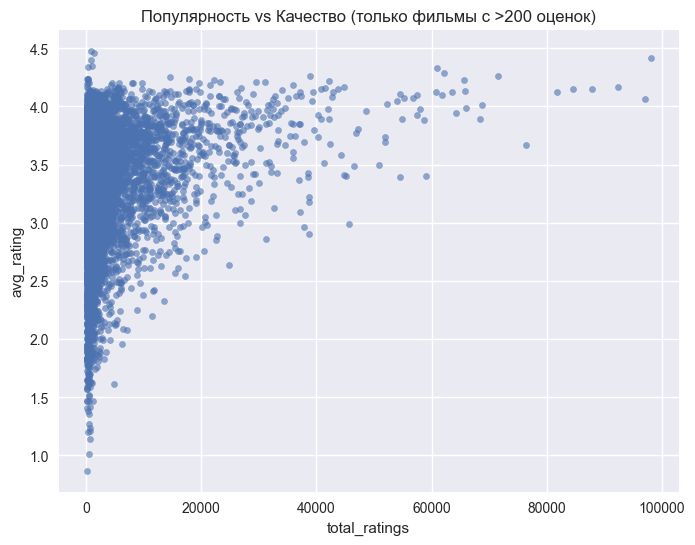 Популярность vs Качество (только фильмы с >200 оценок)
4.5
4.0
3.5
3.0
2.5
2.0
1.5
1.0
avg_rating
0 20000 40000 60000 80000 100000
total_ratings